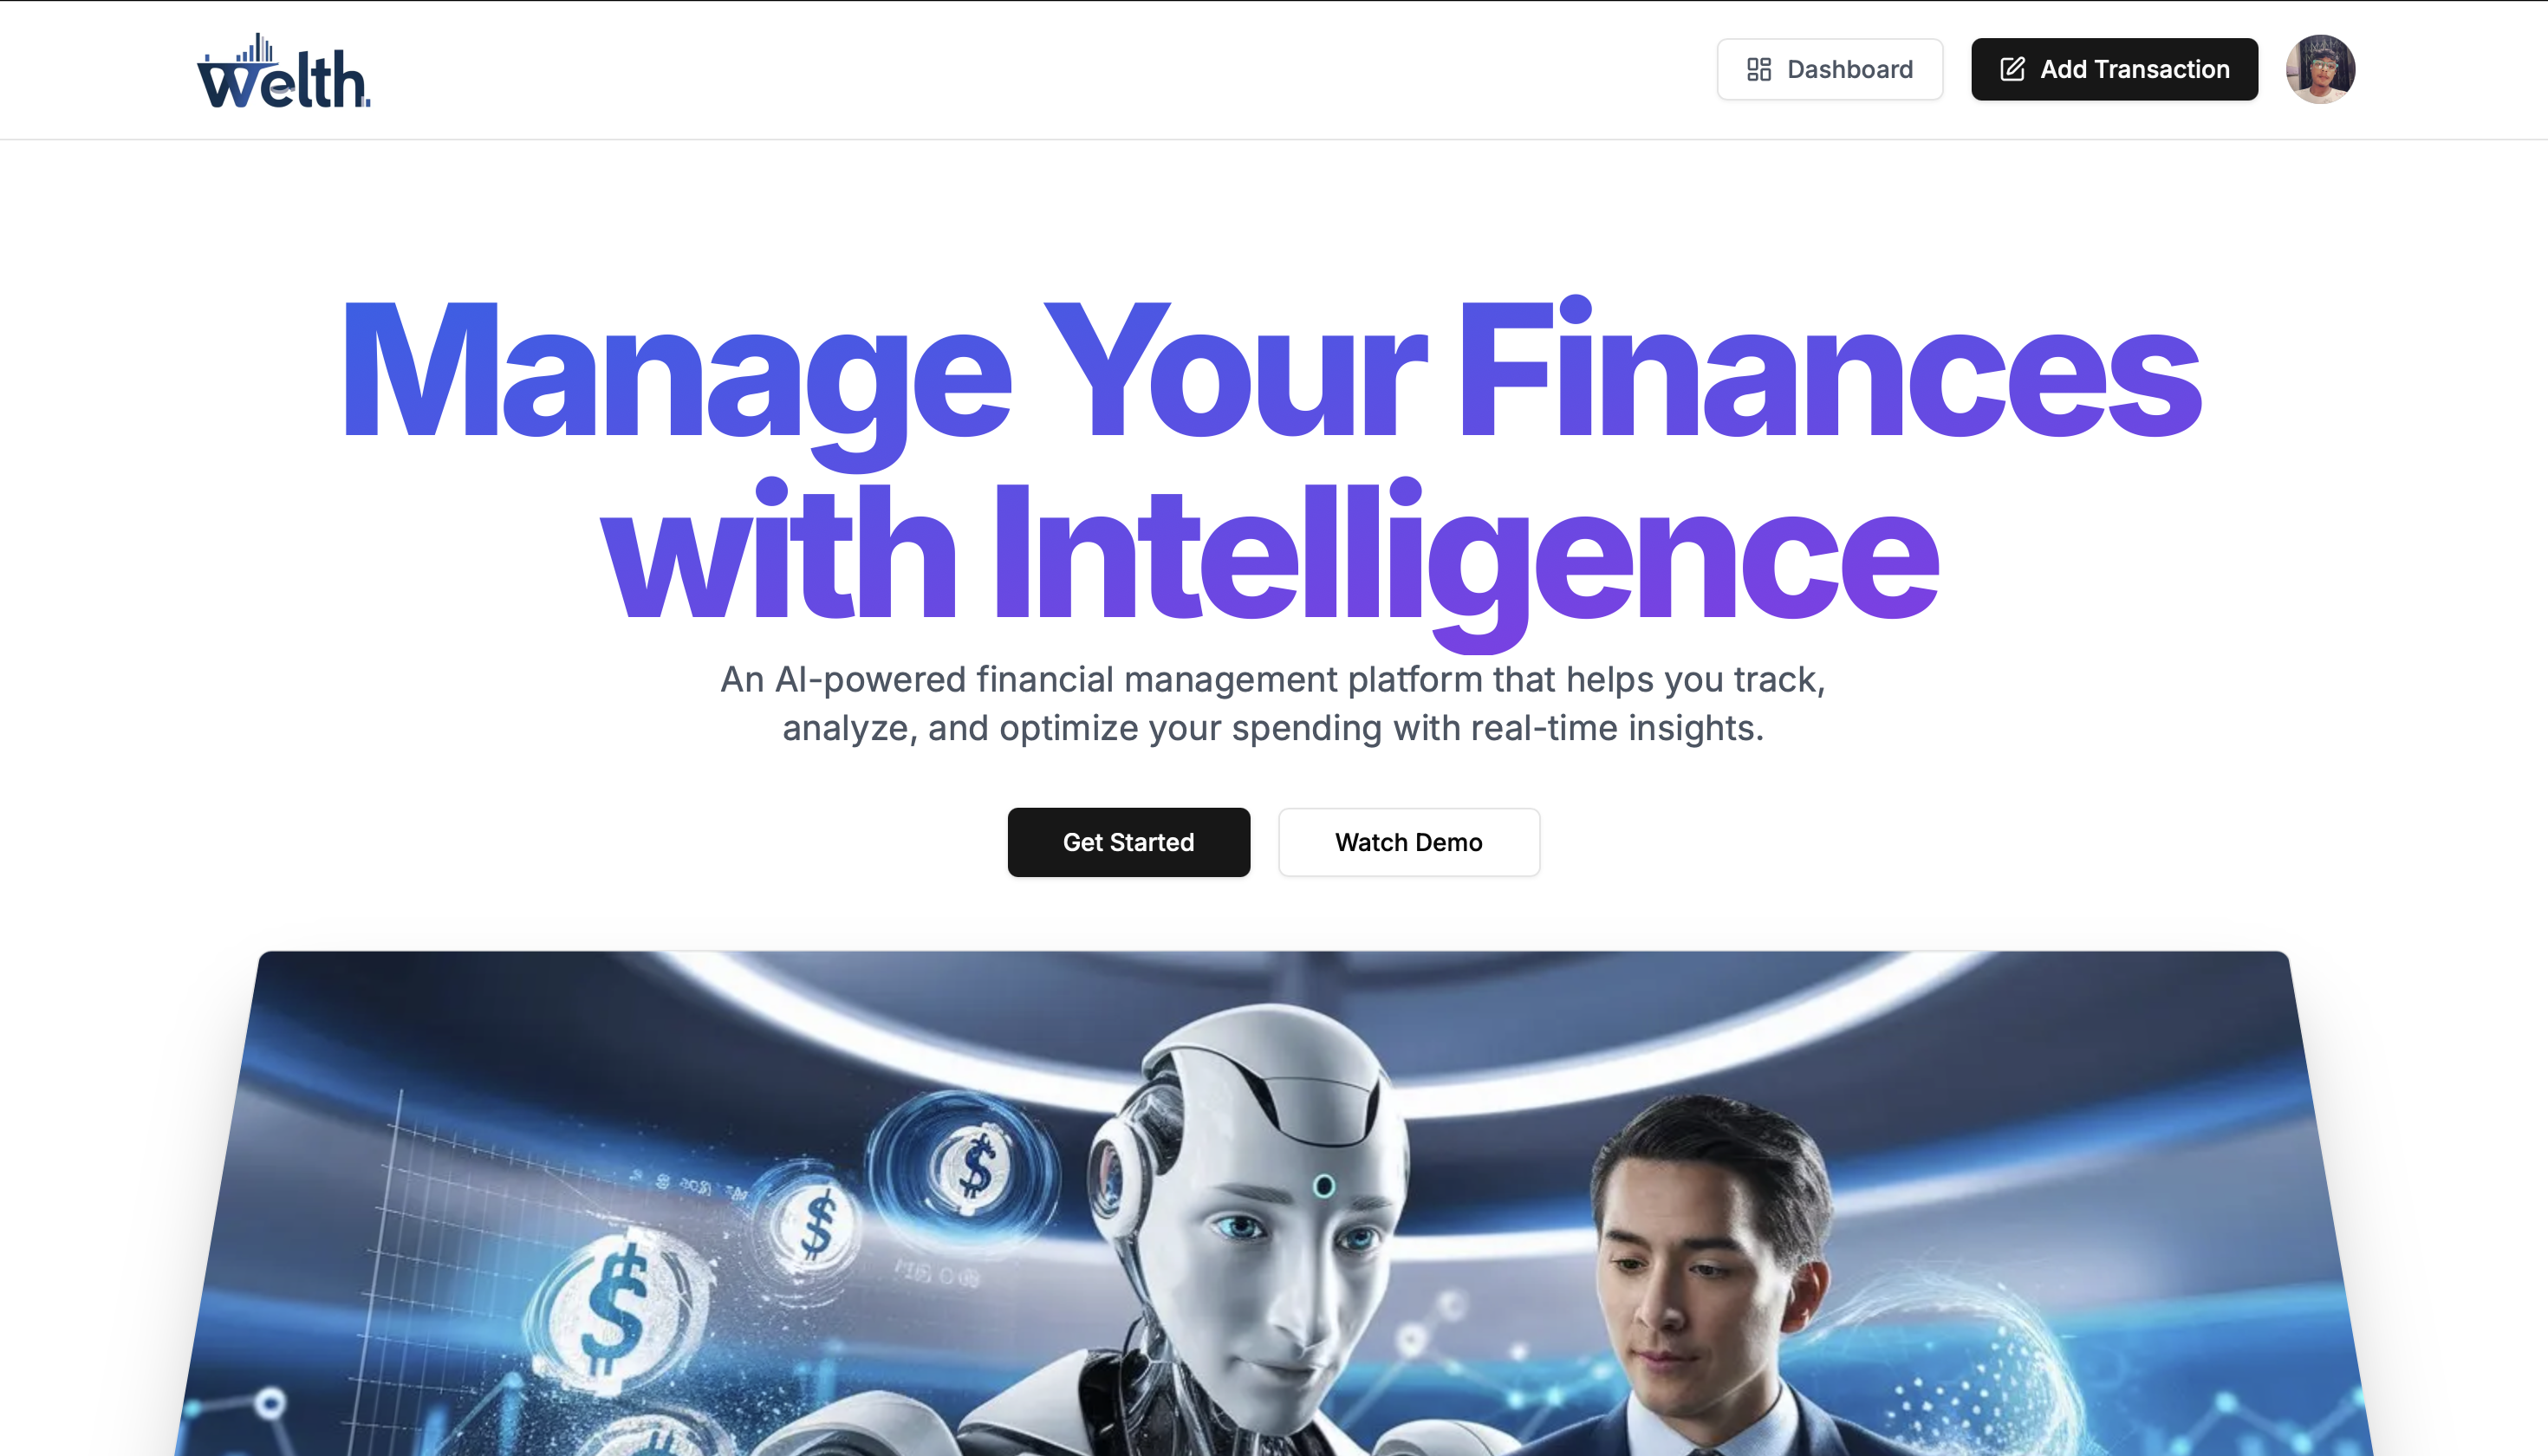 Welth.
Dashboard
Add Transaction
Manage Your Finances
with Intelligence
An AI-powered financial management platform that helps you track,
analyze, and optimize your spending with real-time insights.
Get Started
Watch Demo
$
$
$